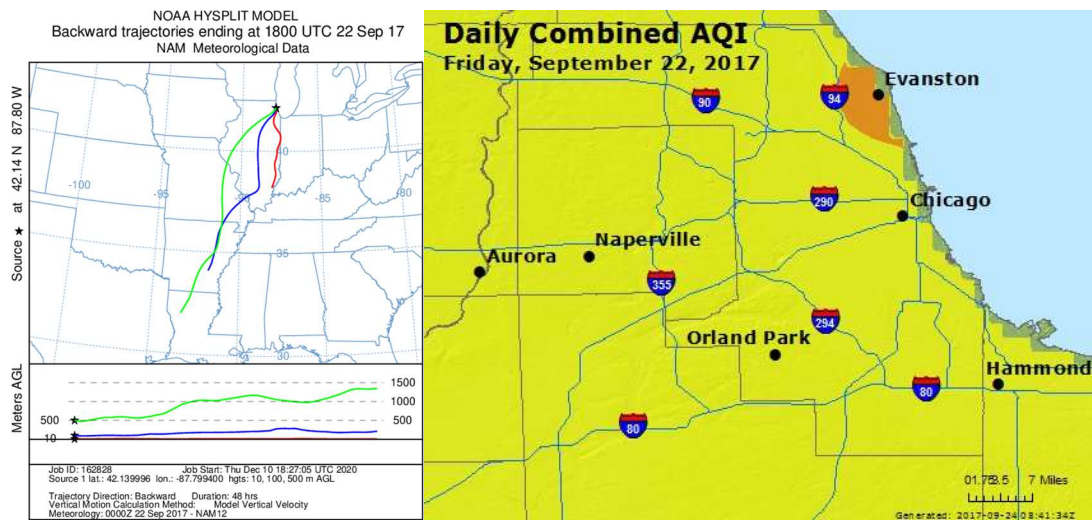 NOAA HYSPLIT MODEL
Backward trajectories ending at 1800 UTC 22 Sep 17
NAM Meteorological Data
Source ★ at 42.114 N 87.80 W
-100
-95
-90
-85
-80
40
35
30
Meters AGL
500
10
1500
1000
500
Job ID: 162828 Job Start: Thu Dec 10 18:27:05 UTC 2020
Source 1 lat.: 42.139996 lon.: -87.799400 hgts: 10, 100, 500 m AGL
Trajectory Direction: Backward Duration: 48 hrs
Vertical Motion Calculation Method: Model Vertical Velocity
Meteorology: 0000Z 22 Sep 2017 - NAM12
Daily Combined AQI
Friday, September 22, 2017
90
94
Evanston
290
Chicago
Naperville
Aurora
355
294
Orland Park
Hammond
80
80
7 Miles
Generated: 2017-09-24 08:41:34Z